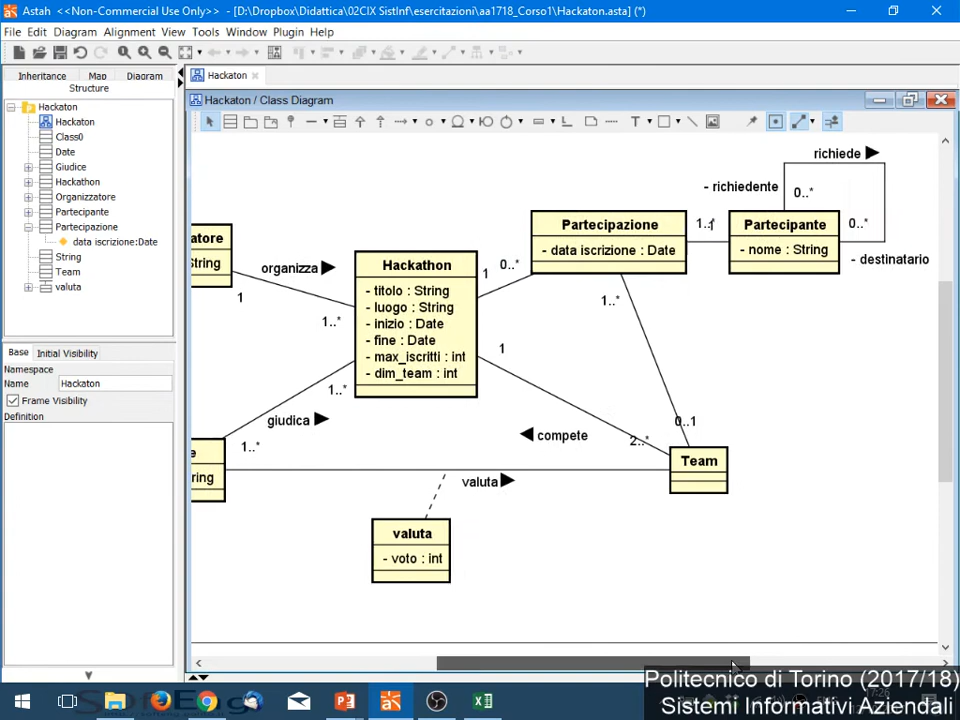 Astah <<Non-Commercial Use Only> > - [D:\Dropbox\Didattica\02CIX SistInf\esercitazioni\aa1718_Corso1\Hackaton.asta] (*)
File Edit Diagram Alignment View Tools Window Plugin Help
Inheritance Map Diagram
Structure
Hackaton
Hackaton
Class0
Date
Giudice
Hackathon
Organizzatore
Partecipante
Partecipazione
data iscrizione:Date
String
Team
valuta
Base Initial Visibility
Namespace
Name Hackaton
Frame Visibility
Definition
Hackaton
Hackaton / Class Diagram
T
richiede
- richiedente
0..*
atore
String
Partecipazione
- data iscrizione : Date
1..*
Partecipante
- nome : String
0..*
- destinatario
organizza
1
1..*
Hackathon
- titolo : String
- luogo : String
- inizio : Date
- fine : Date
- max_iscritti : int
- dim_team : int
1
0..*
1..*
1
giudica
1..*
1..*
compete
2..*
0..1
e
ring
valuta
Team
valuta
- voto : int
Politecnico di Torino (2017/18)
7:26
Sistemi Informativi Aziendali